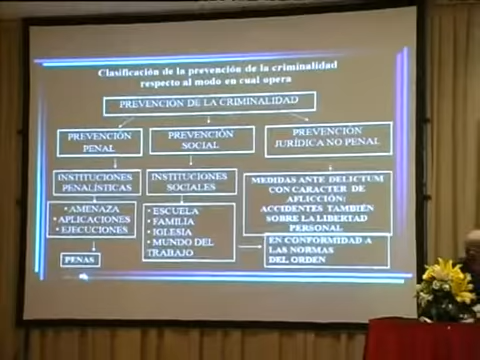 Clasificación de la prevención de la criminalidad
respecto al modo en cual opera
PREVENCIÓN DE LA CRIMINALIDAD
PREVENCIÓN
PENAL
PREVENCIÓN
SOCIAL
PREVENCIÓN
JURÍDICA NO PENAL
INSTITUCIONES
PENALÍSTICAS
INSTITUCIONES
SOCIALES
MEDIDAS ANTE DELICTUM
CON CARACTER DE
AFLICCIÓN:
ACCIDENTES TAMBIÉN
SOBRE LA LIBERTAD
PERSONAL
• AMENAZA
• APLICACIONES
• EJECUCIONES
• ESCUELA
• FAMILIA
• IGLESIA
• MUNDO DEL
TRABAJO
EN CONFORMIDAD A
LAS NORMAS
DEL ORDEN
PENAS